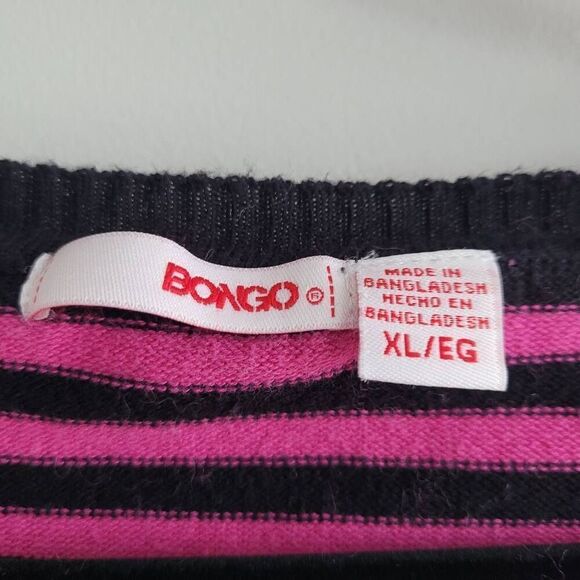 BONGO ®
MADE IN
BANGLADESH
HECHO EN
BANGLADESH
XL/EG